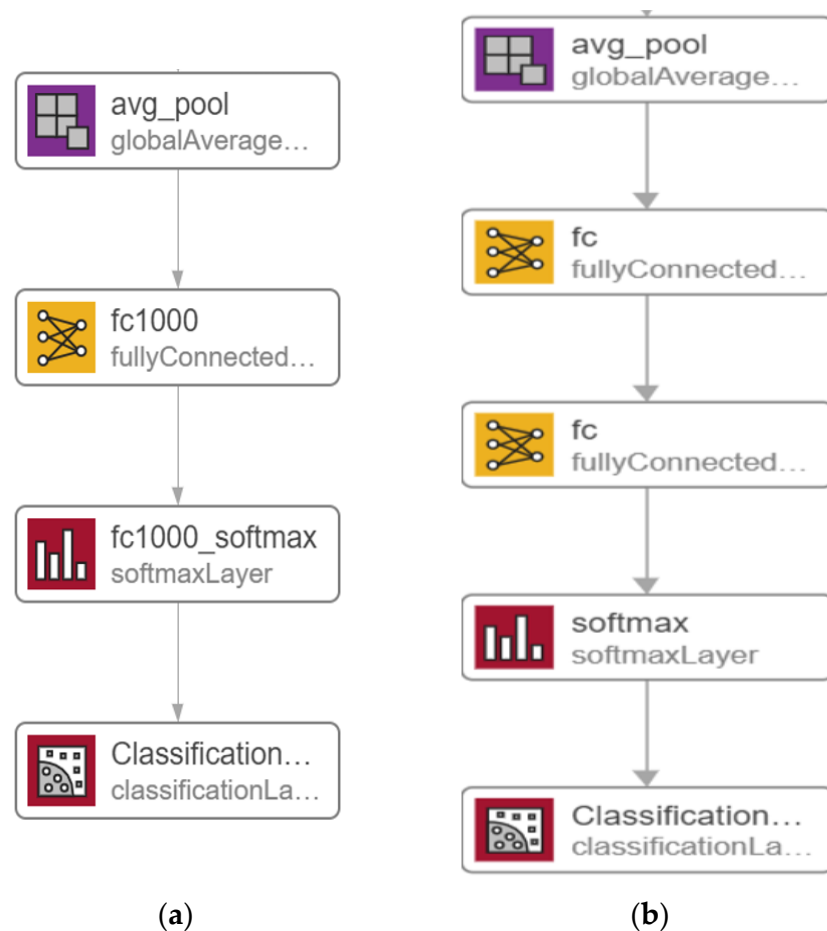 avg_pool
globalAverage...
fc1000
fullyConnected...
fc1000_softmax
softmaxLayer
Classification...
classificationLa...
(a)
avg_pool
globalAverage...
fc
fullyConnected...
fc
fullyConnected...
softmax
softmaxLayer
Classification...
classificationLa...
(b)